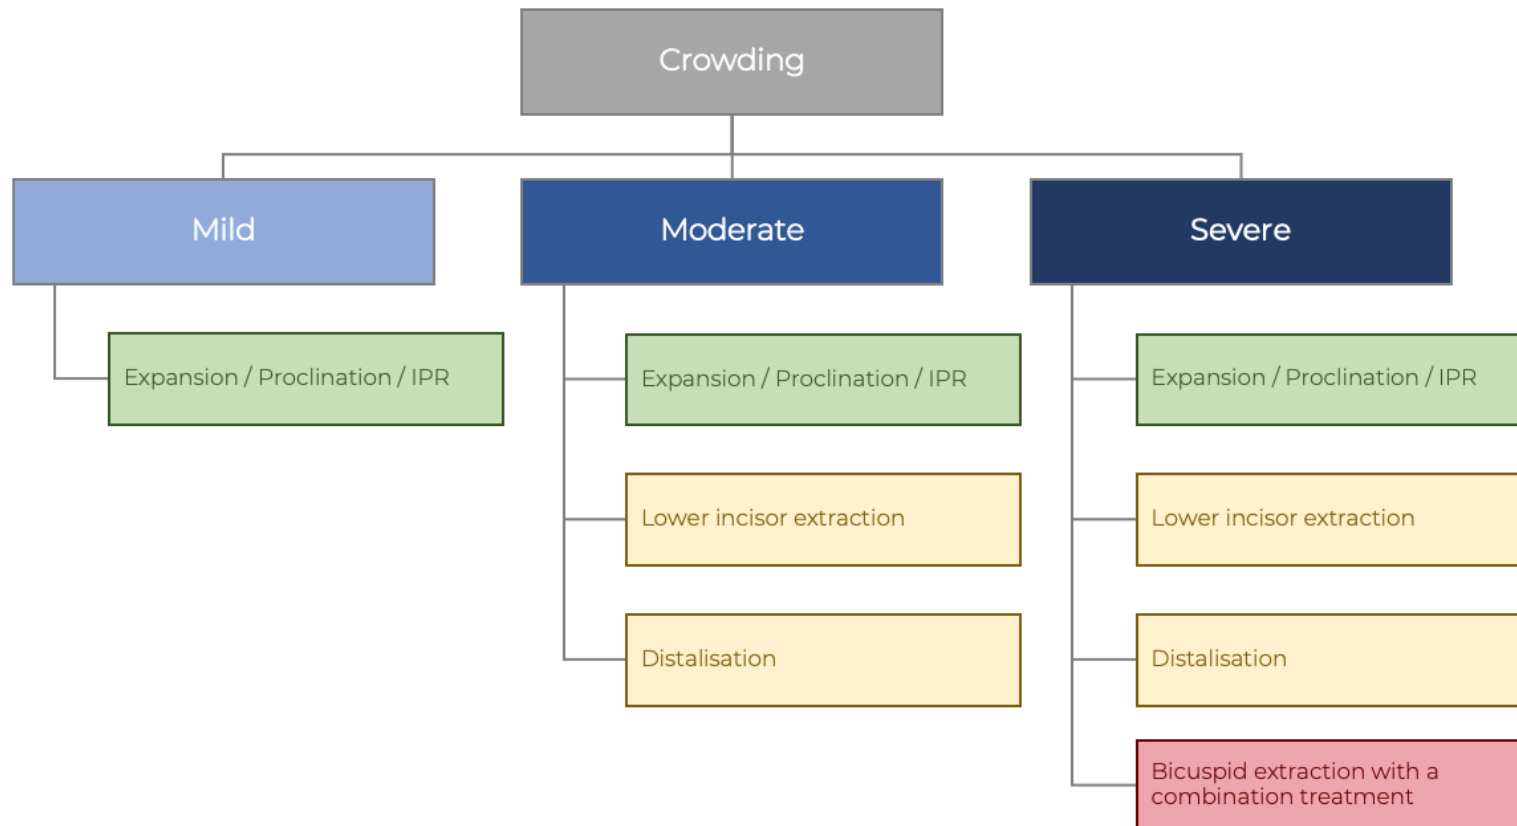 Crowding
Mild
Moderate
Severe
Expansion / Proclination / IPR
Expansion / Proclination / IPR
Expansion / Proclination / IPR
Lower incisor extraction
Lower incisor extraction
Distalisation
Distalisation
Bicuspid extraction with a
combination treatment